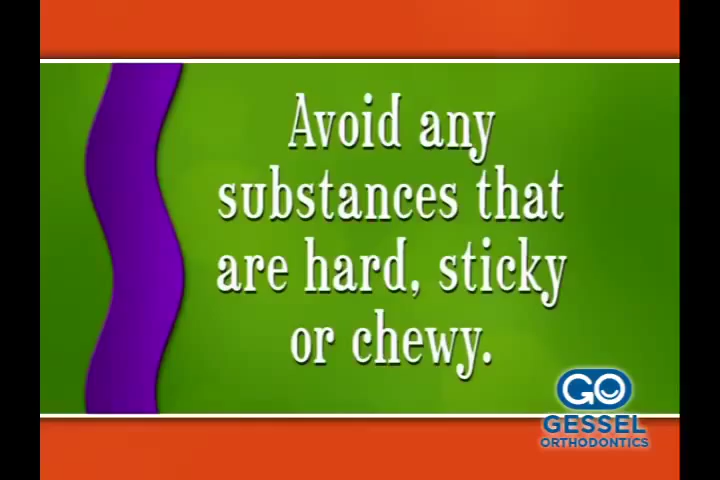 Avoid any
substances that
are hard, sticky
or chewy.
GO
GESSEL
ORTHODONTICS